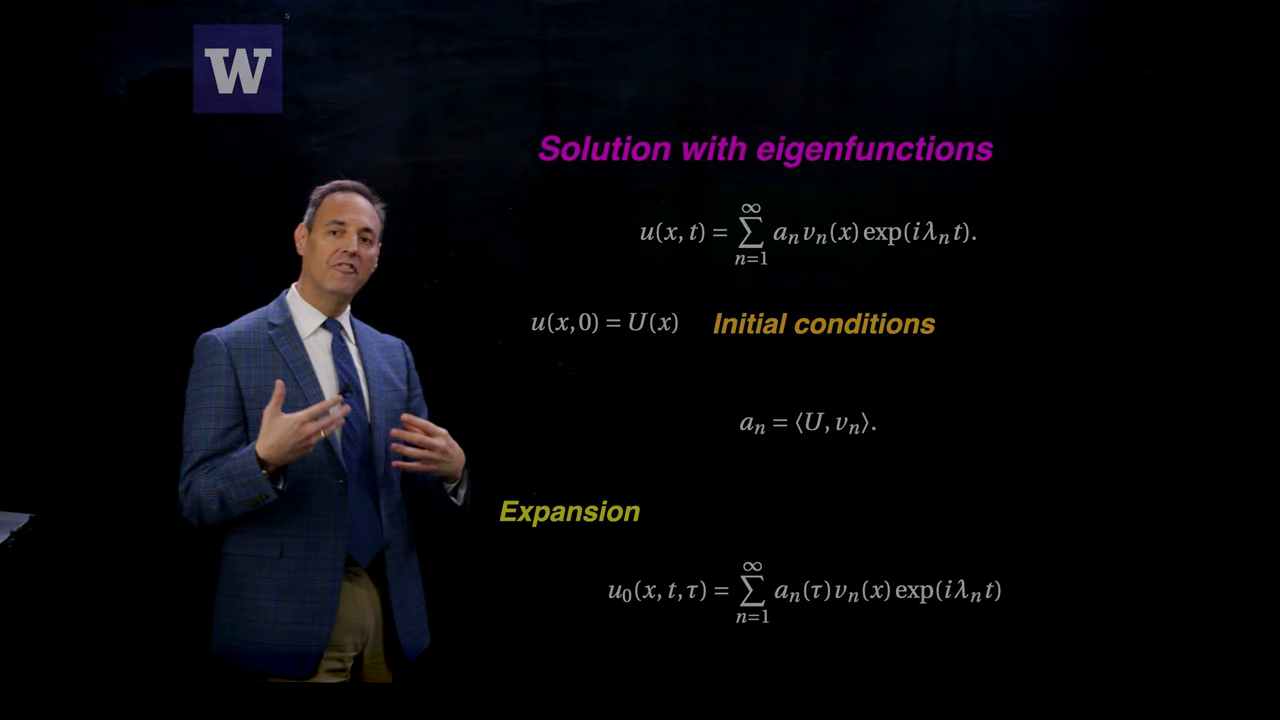 W
Solution with eigenfunctions
u(x, t) = ∑_{n=1}^{∞} a_n v_n(x) exp(iλ_n t).
u(x, 0) = U(x) Initial conditions
a_n = ⟨U, v_n⟩.
Expansion
u_0(x, t, τ) = ∑_{n=1}^{∞} a_n(τ) v_n(x) exp(iλ_n t)